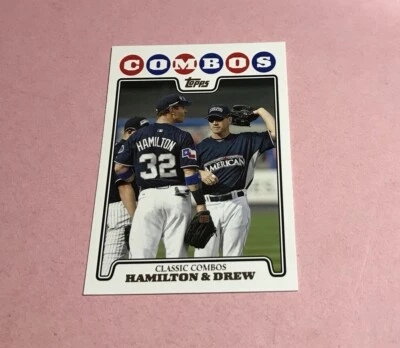 COMBOS
Topps
HAMILTON
32
AMERICAN
CLASSIC COMBOS
HAMILTON & DREW